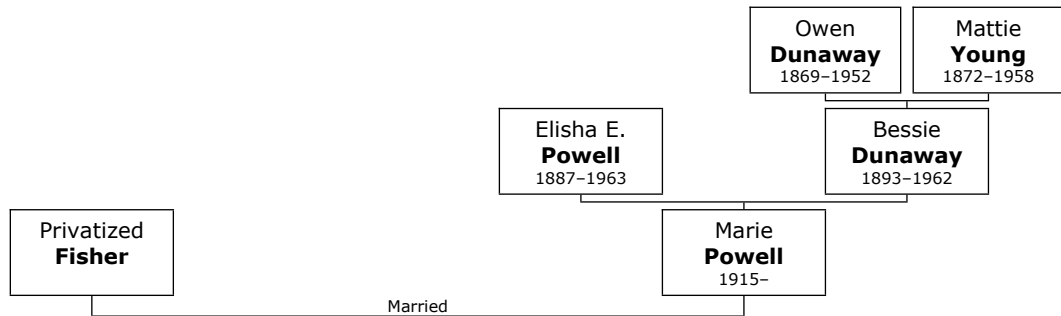 Owen
Dunaway
1869–1952
Mattie
Young
1872–1958
Elisha E.
Powell
1887–1963
Bessie
Dunaway
1893–1962
Privatized
Fisher
Marie
Powell
1915–
Married